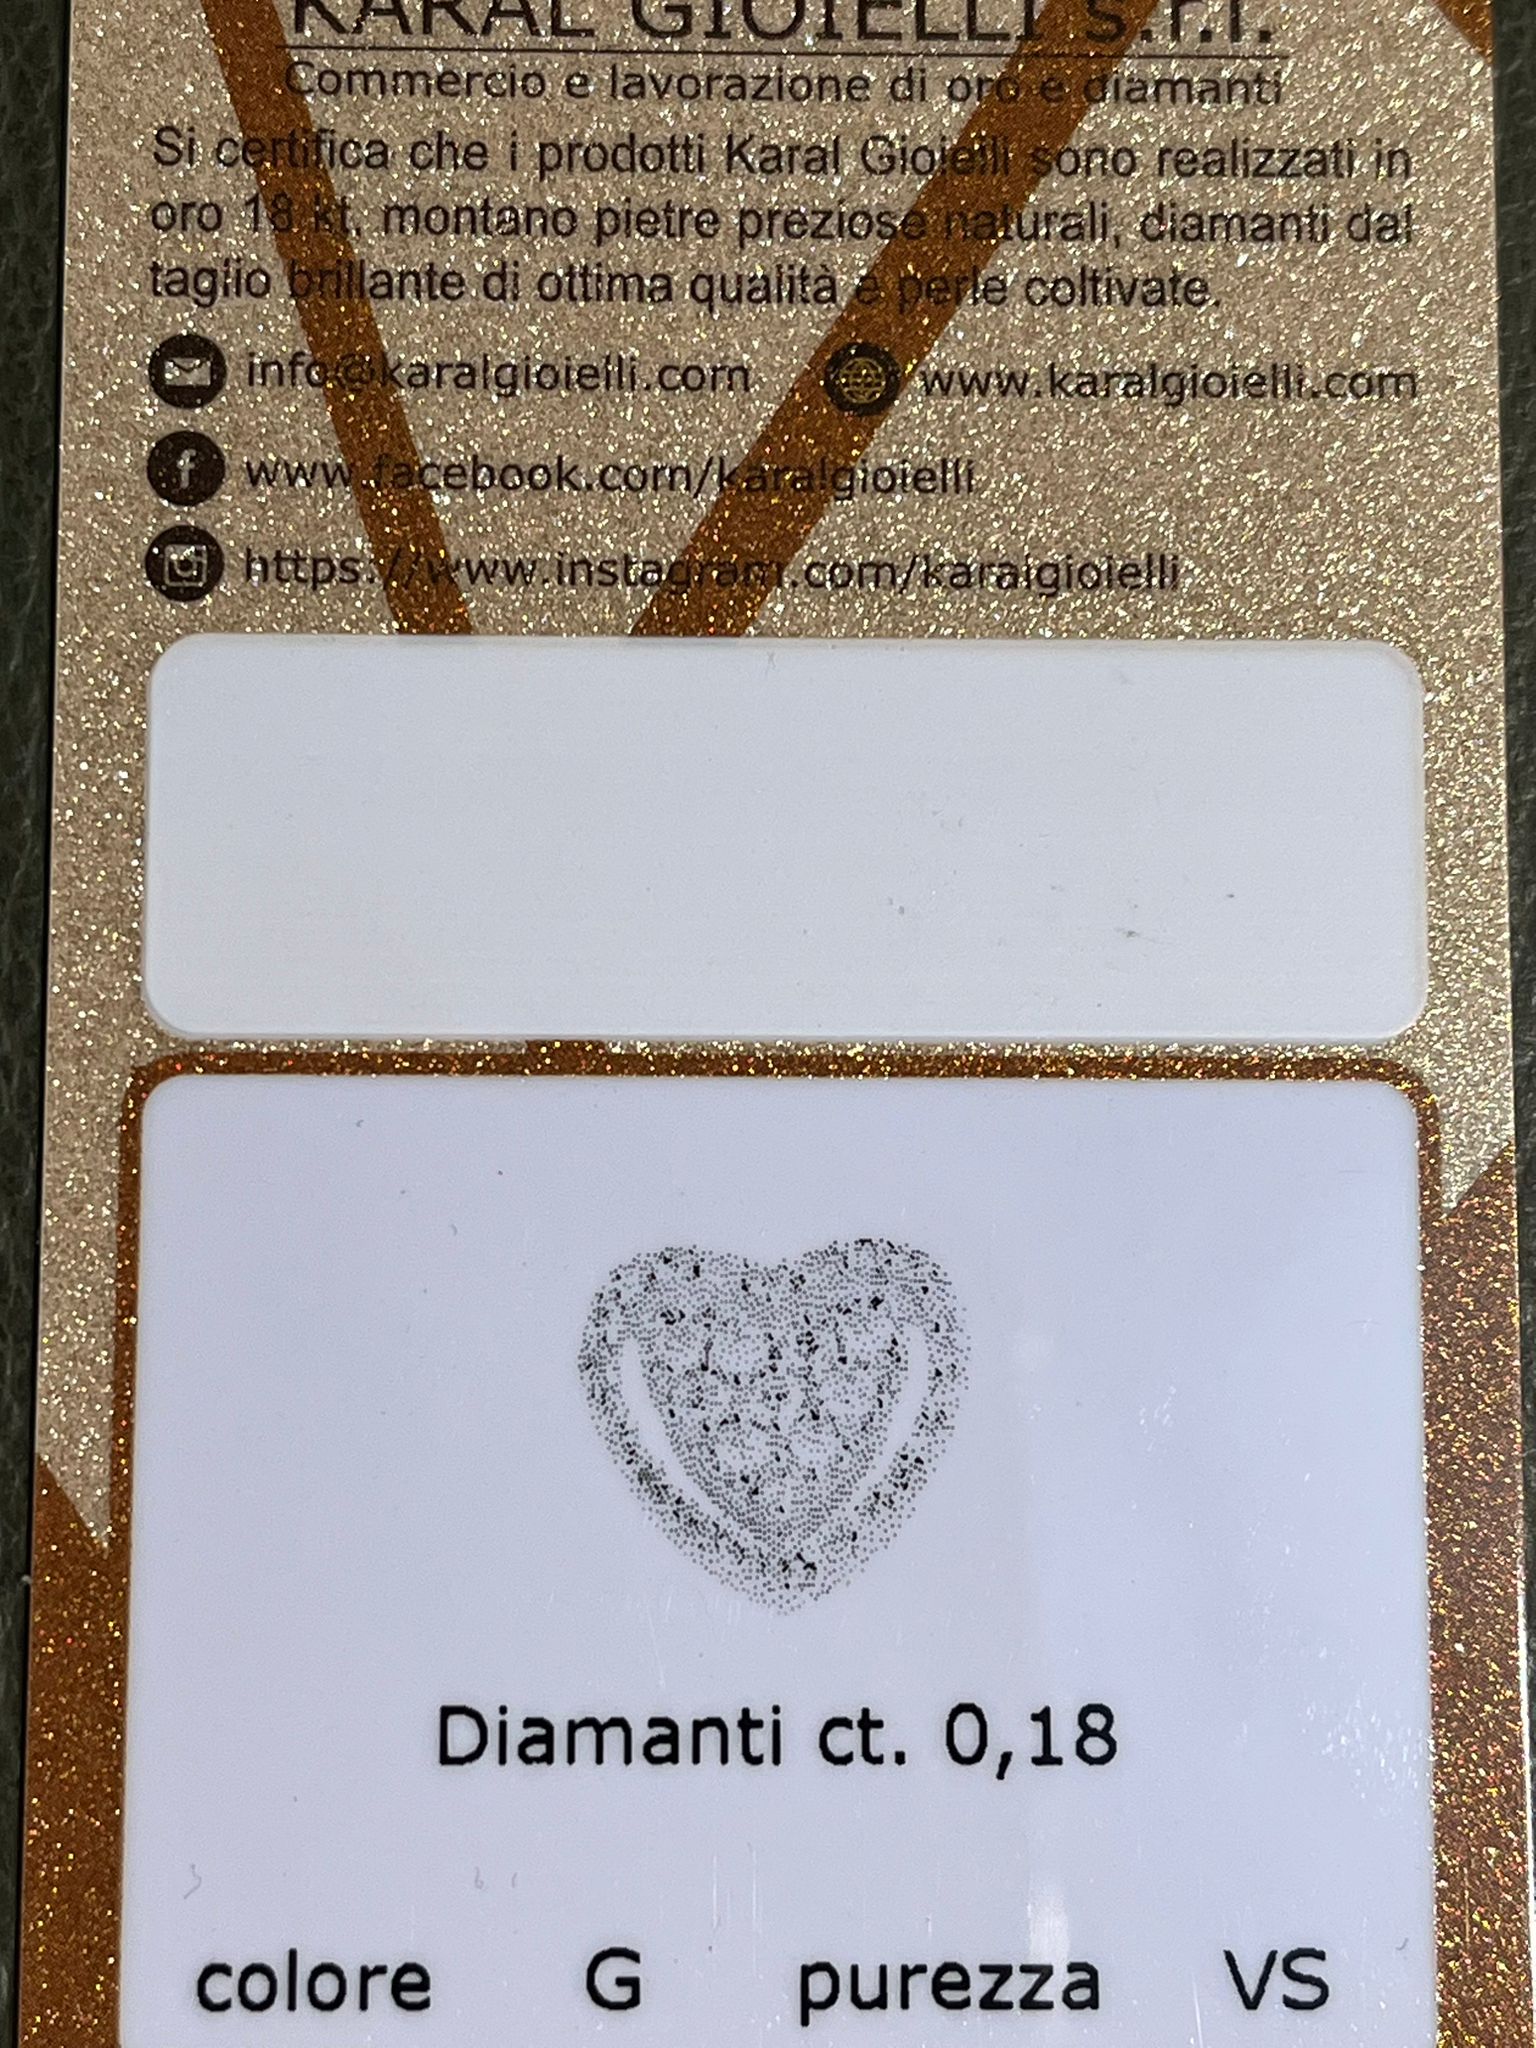 KARAL GIOIELLI s.r.l.
Commercio e lavorazione di oro e diamanti
Si certifica che i prodotti Karal Gioielli sono realizzati in
oro 18 kt, montano pietre preziose naturali, diamanti dal
taglio brillante di ottima qualità e perle coltivate.
info@karalgioielli.com www.karalgioielli.com
www.facebook.com/karalgioielli
https://www.instagram.com/karalgioielli
Diamanti ct. 0,18
colore G purezza VS